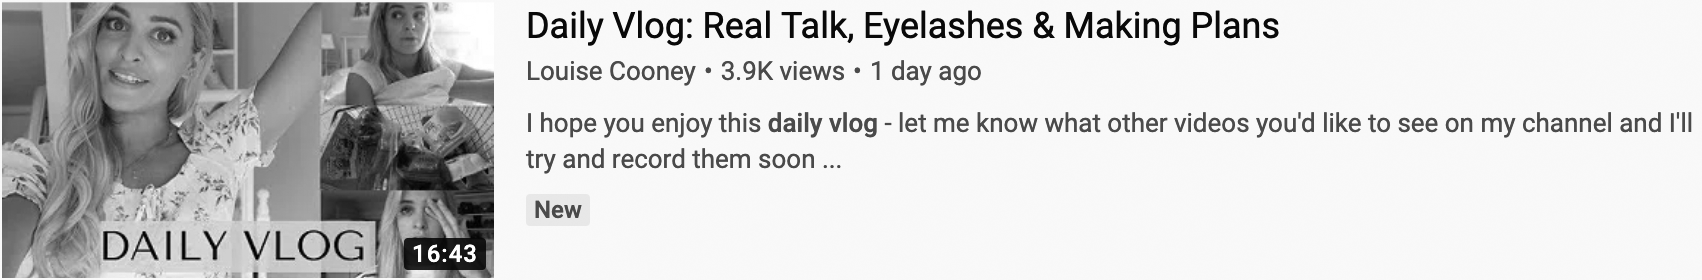 Daily Vlog: Real Talk, Eyelashes & Making Plans
Louise Cooney • 3.9K views • 1 day ago
I hope you enjoy this daily vlog - let me know what other videos you'd like to see on my channel and I'll
try and record them soon ...
New
DAILY VLOG
16:43